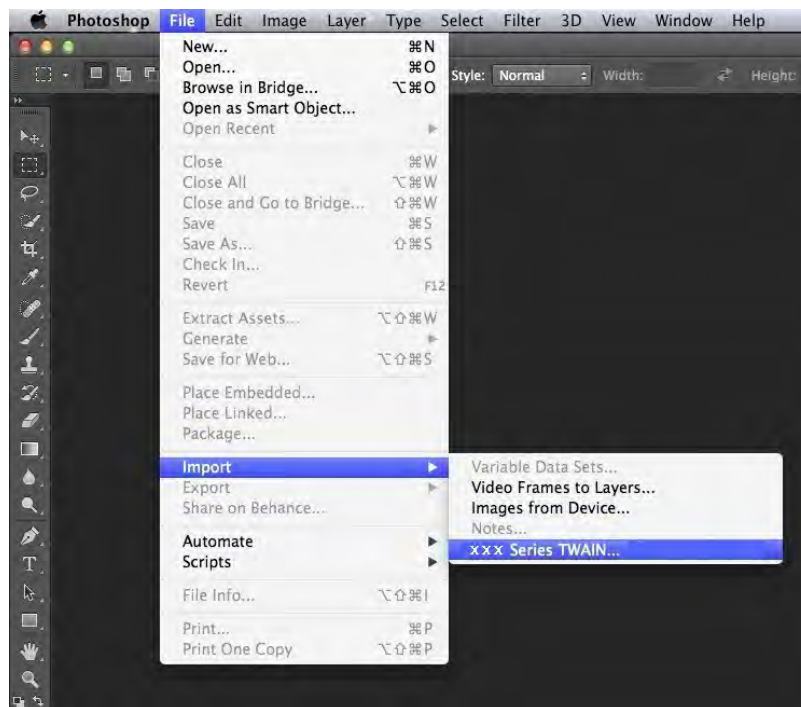 Photoshop File Edit Image Layer Type Select Filter 3D View Window Help
Style: Normal Width: Height:
New... ⌘N
Open... ⌘O
Browse in Bridge... ⌥⌘O
Open as Smart Object...
Open Recent
Close ⌘W
Close All ⌥⌘W
Close and Go to Bridge... ⇧⌘W
Save ⌘S
Save As... ⇧⌘S
Check In...
Revert F12
Extract Assets... ⌥⇧⌘W
Generate
Save for Web... ⌥⇧⌘S
Place Embedded...
Place Linked...
Package...
Import
Export
Share on Behance...
Automate
Scripts
File Info... ⌥⇧⌘I
Print... ⌘P
Print One Copy ⌥⇧⌘P
Variable Data Sets...
Video Frames to Layers...
Images from Device...
Notes...
xxx Series TWAIN...